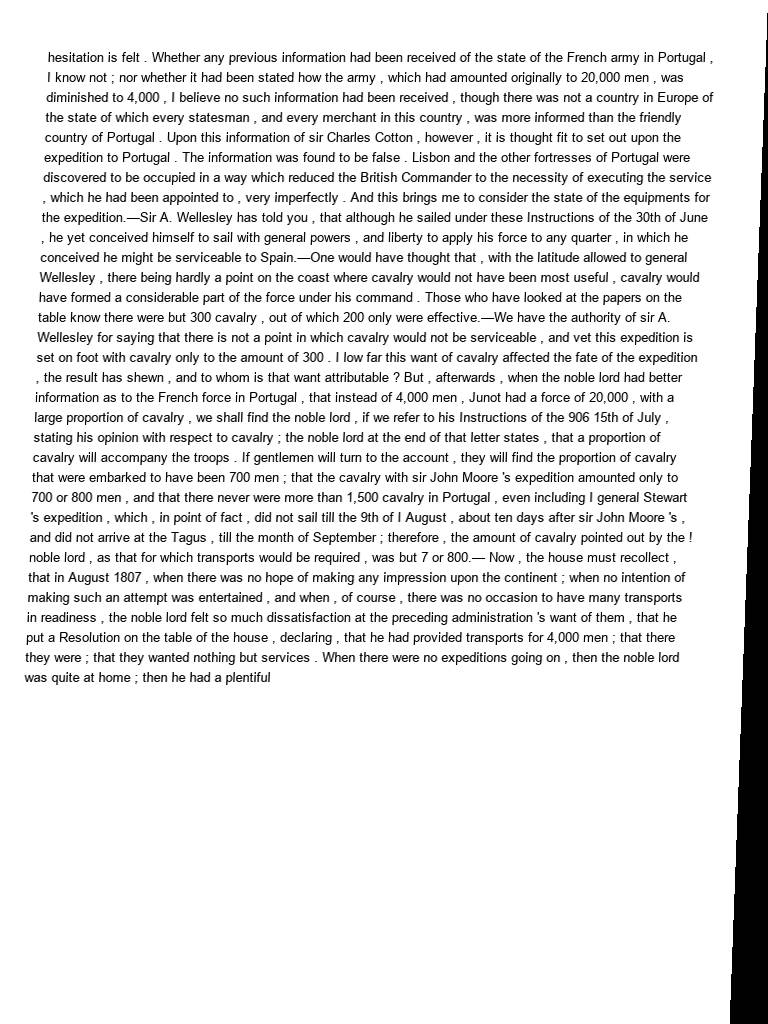 hesitation is felt . Whether any previous information had been received of the state of the French army in Portugal ,
I know not ; nor whether it had been stated how the army , which had amounted originally to 20,000 men , was
diminished to 4,000 , I believe no such information had been received , though there was not a country in Europe of
the state of which every statesman , and every merchant in this country , was more informed than the friendly
country of Portugal . Upon this information of sir Charles Cotton , however , it is thought fit to set out upon the
expedition to Portugal . The information was found to be false . Lisbon and the other fortresses of Portugal were
discovered to be occupied in a way which reduced the British Commander to the necessity of executing the service
, which he had been appointed to , very imperfectly . And this brings me to consider the state of the equipments for
the expedition.—Sir A. Wellesley has told you , that although he sailed under these Instructions of the 30th of June
, he yet conceived himself to sail with general powers , and liberty to apply his force to any quarter , in which he
conceived he might be serviceable to Spain.—One would have thought that , with the latitude allowed to general
Wellesley , there being hardly a point on the coast where cavalry would not have been most useful , cavalry would
have formed a considerable part of the force under his command . Those who have looked at the papers on the
table know there were but 300 cavalry , out of which 200 only were effective.—We have the authority of sir A.
Wellesley for saying that there is not a point in which cavalry would not be serviceable , and vet this expedition is
set on foot with cavalry only to the amount of 300 . I low far this want of cavalry affected the fate of the expedition
, the result has shewn , and to whom is that want attributable ? But , afterwards , when the noble lord had better
information as to the French force in Portugal , that instead of 4,000 men , Junot had a force of 20,000 , with a
large proportion of cavalry , we shall find the noble lord , if we refer to his Instructions of the 906 15th of July ,
stating his opinion with respect to cavalry ; the noble lord at the end of that letter states , that a proportion of
cavalry will accompany the troops . If gentlemen will turn to the account , they will find the proportion of cavalry
that were embarked to have been 700 men ; that the cavalry with sir John Moore 's expedition amounted only to
700 or 800 men , and that there never were more than 1,500 cavalry in Portugal , even including I general Stewart
's expedition , which , in point of fact , did not sail till the 9th of I August , about ten days after sir John Moore 's ,
and did not arrive at the Tagus , till the month of September ; therefore , the amount of cavalry pointed out by the !
noble lord , as that for which transports would be required , was but 7 or 800.— Now , the house must recollect ,
that in August 1807 , when there was no hope of making any impression upon the continent ; when no intention of
making such an attempt was entertained , and when , of course , there was no occasion to have many transports
in readiness , the noble lord felt so much dissatisfaction at the preceding administration 's want of them , that he
put a Resolution on the table of the house , declaring , that he had provided transports for 4,000 men ; that there
they were ; that they wanted nothing but services . When there were no expeditions going on , then the noble lord
was quite at home ; then he had a plentiful